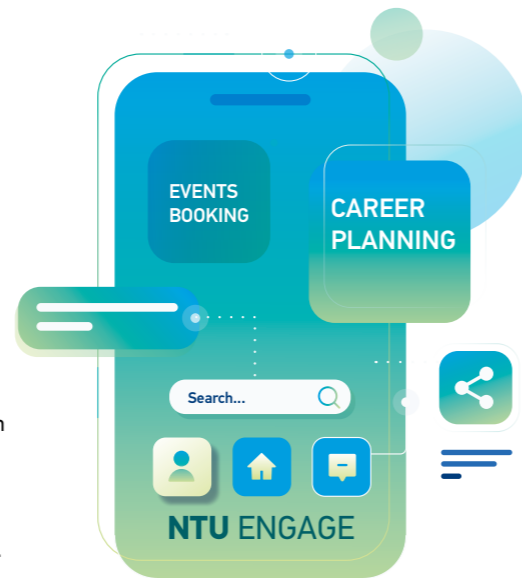 EVENTS
BOOKING
CAREER
PLANNING
Search...
NTU ENGAGE